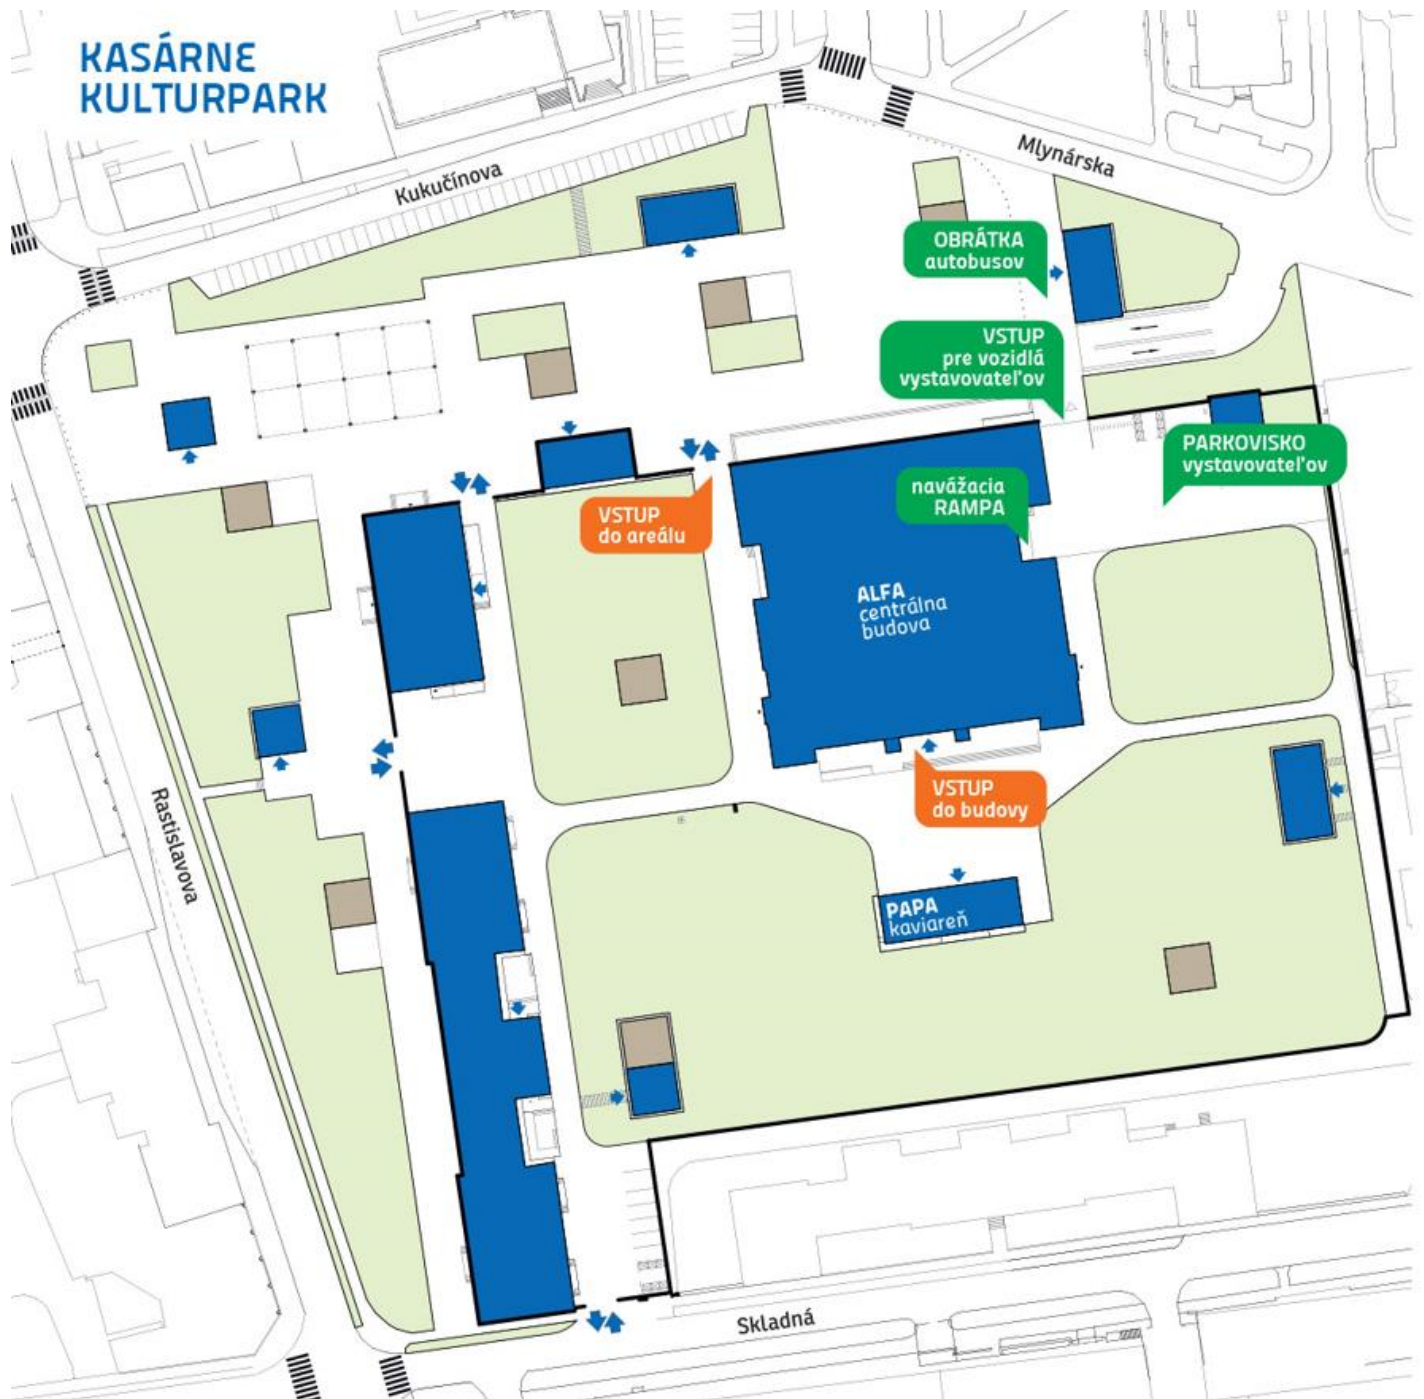 KASÁRNE
KULTURPARK
Kukučínova
Mlynárska
OBRÁTKA
autobusov
VSTUP
pre vozidlá
vystavovateľov
PARKOVISKO
vystavovateľov
navážacia
RAMPA
VSTUP
do areálu
ALFA
centrálna
budova
VSTUP
do budovy
Rastislavova
PAPA
kaviareň
Skladná